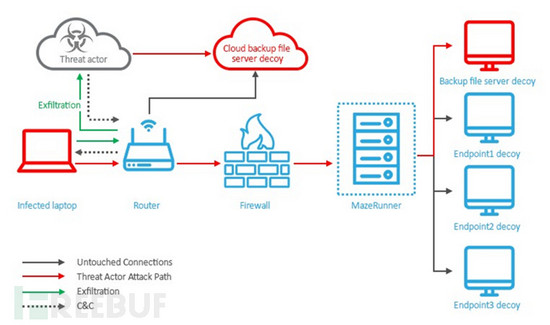 Threat actor
Cloud backup file
server decoy
Exfiltration
Backup file server decoy
Endpoint1 decoy
Infected laptop
Router
Firewall
MazeRunner
Endpoint2 decoy
Untouched Connections
Threat Actor Attack Path
Exfiltration
C&C
Endpoint3 decoy
REEBUF